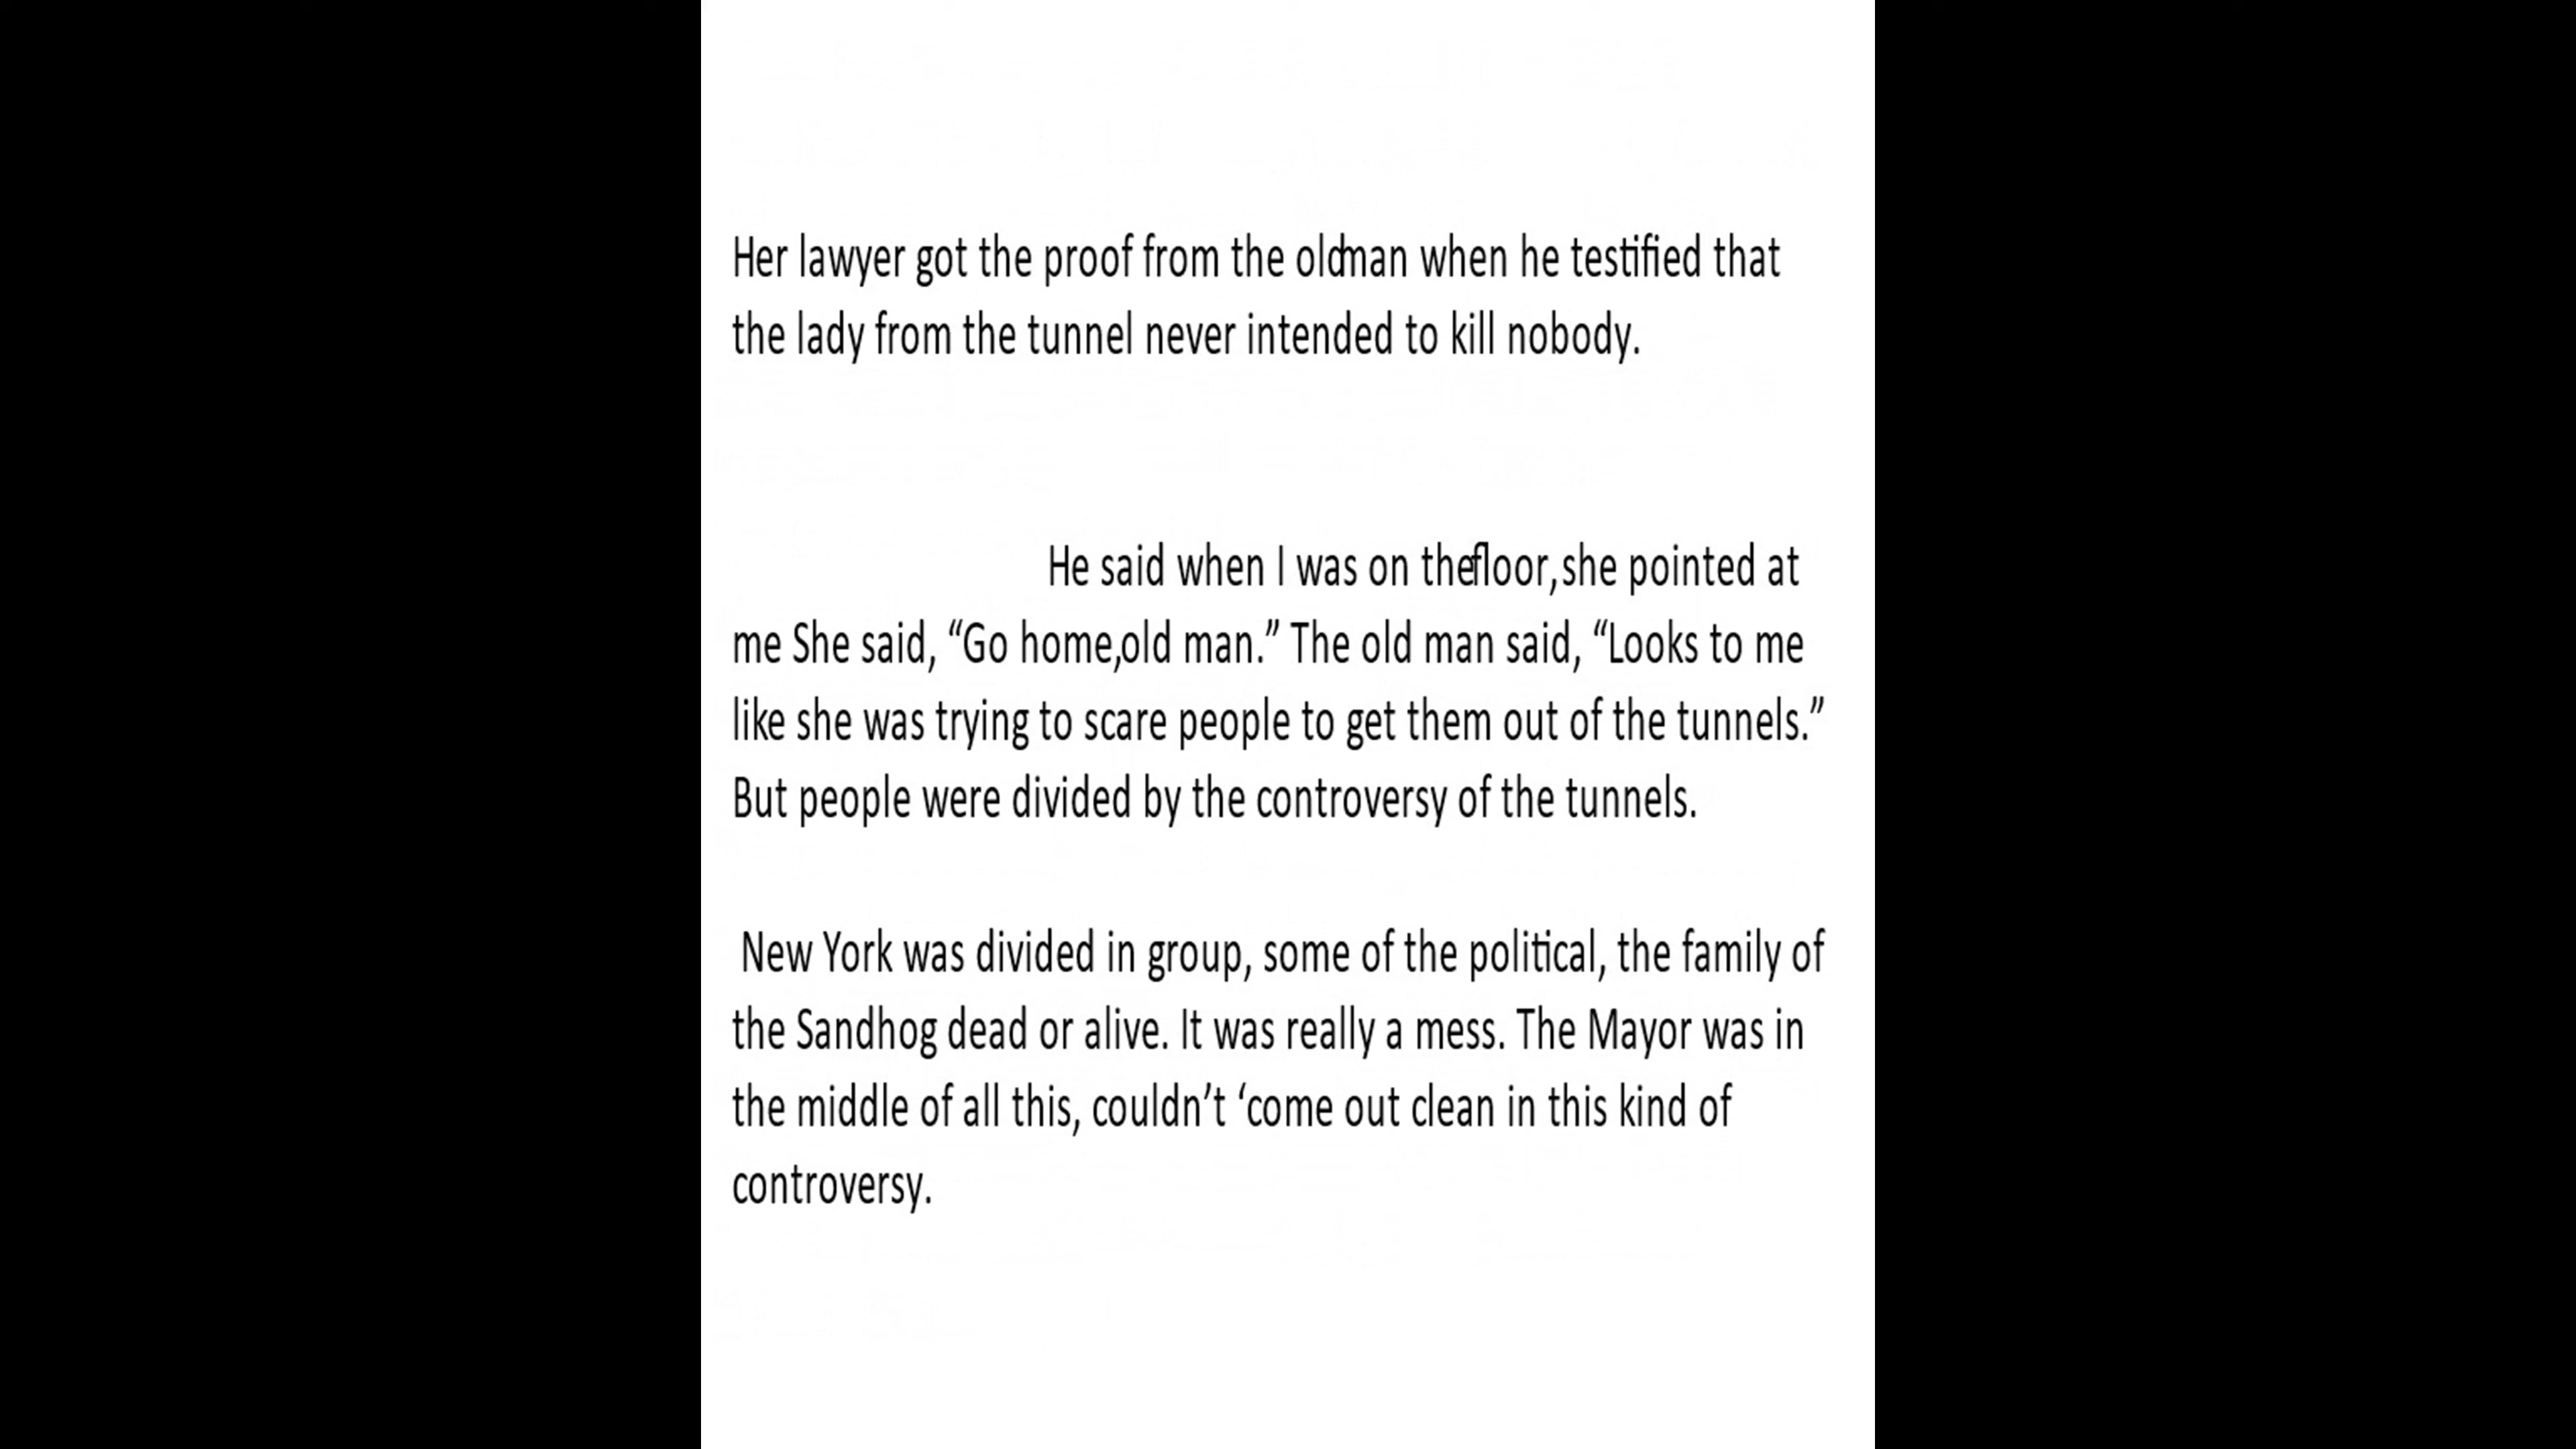 Her lawyer got the proof from the oldman when he testified that
the lady from the tunnel never intended to kill nobody.
He said when I was on thefloor,she pointed at
me She said, “Go home,old man.” The old man said, “Looks to me
like she was trying to scare people to get them out of the tunnels.”
But people were divided by the controversy of the tunnels.
New York was divided in group, some of the political, the family of
the Sandhog dead or alive. It was really a mess. The Mayor was in
the middle of all this, couldn’t ‘come out clean in this kind of
controversy.